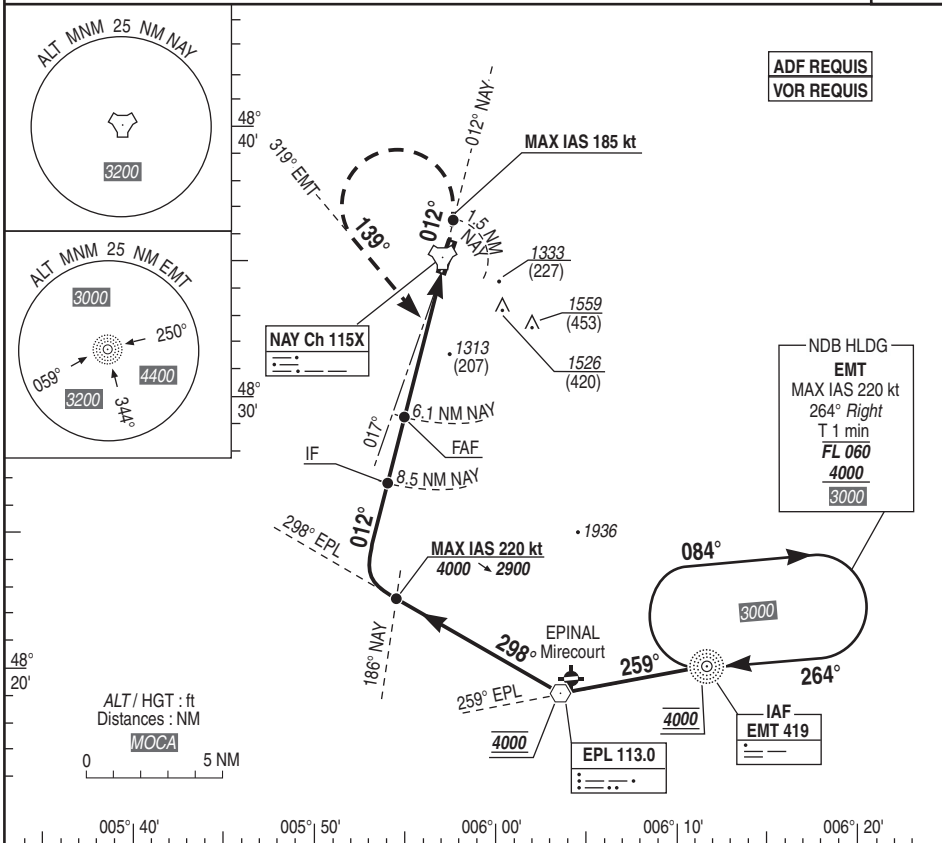 ALT MNM 25 NM NAY
3200
ALT MNM 25 NM EMT
3000
250°
059°
3200
4400
344°
48°
40'
48°
30'
48°
20'
ADF REQUIS
VOR REQUIS
012° NAY
MAX IAS 185 kt
319° EMT
139°
012°
1.5 NM
NAY
1333
(227)
1559
(453)
1526
(420)
NAY Ch 115X
1313
(207)
017°
6.1 NM NAY
FAF
IF
8.5 NM NAY
012°
298° EPL
MAX IAS 220 kt
4000 ↘ 2900
1936
186° NAY
298°
EPINAL
Mirecourt
259° EPL
259°
4000
EPL 113.0
4000
IAF
EMT 419
084°
3000
264°
NDB HLDG
EMT
MAX IAS 220 kt
264° Right
T 1 min
FL 060
4000
3000
ALT / HGT : ft
Distances : NM
MOCA
0 5 NM
005° 40' 005° 50' 006° 00' 006° 10' 006° 20'